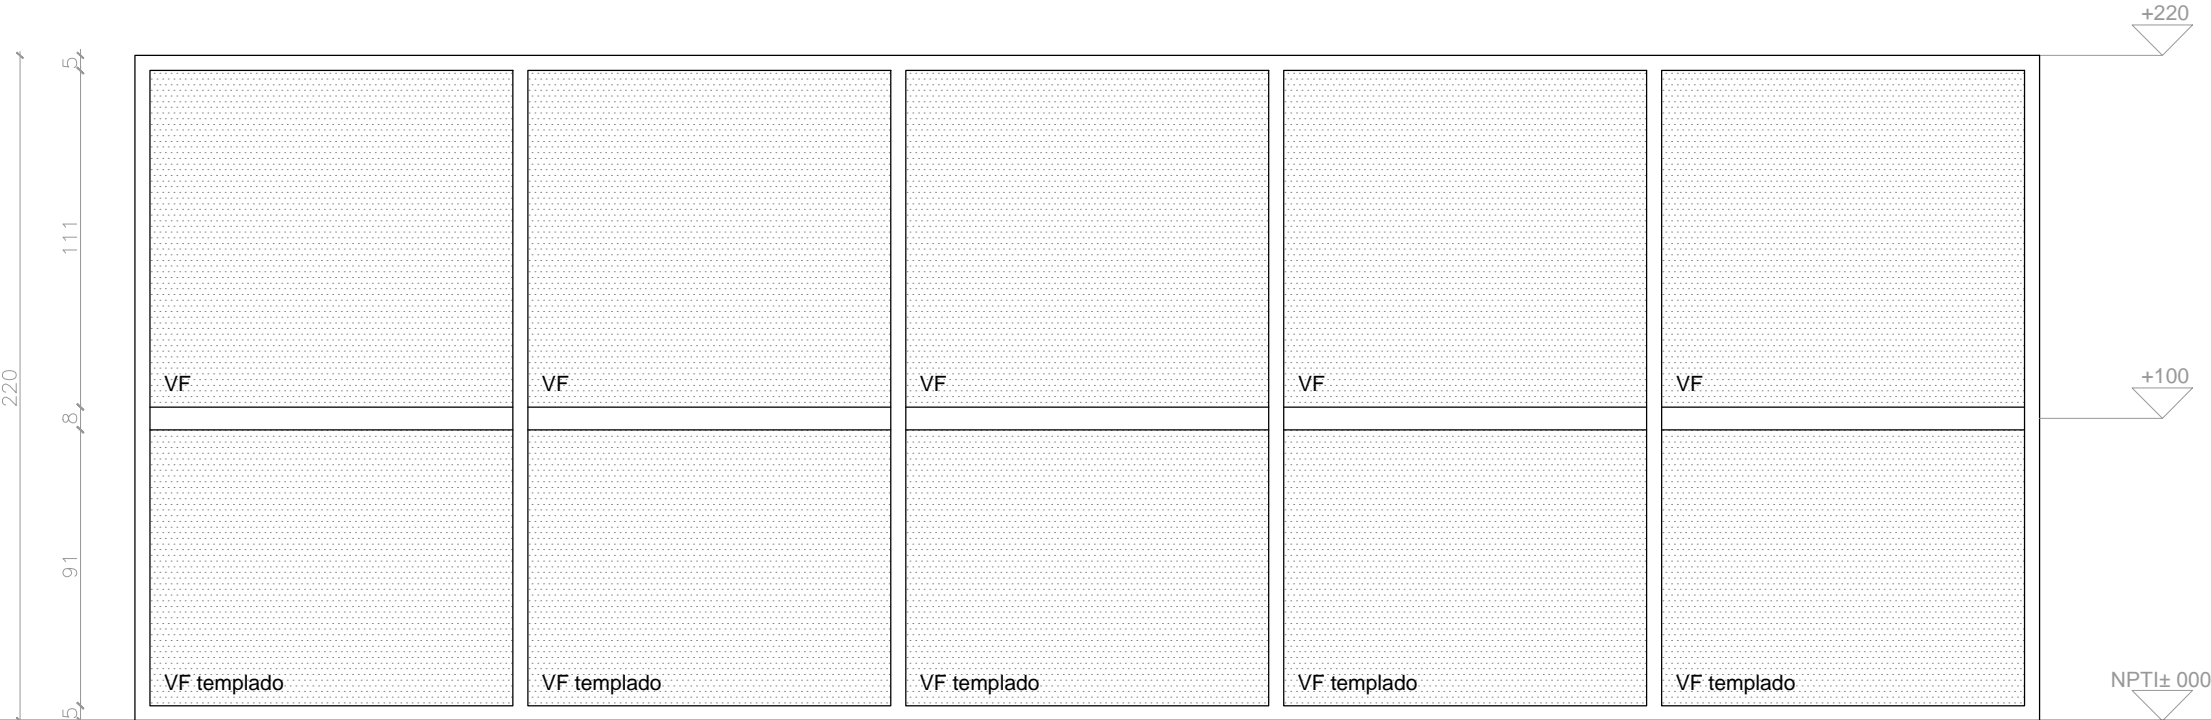 +220
5
111
220
VF
VF
VF
VF
VF
+100
8
91
VF templado
VF templado
VF templado
VF templado
VF templado
NPTI± 000
5